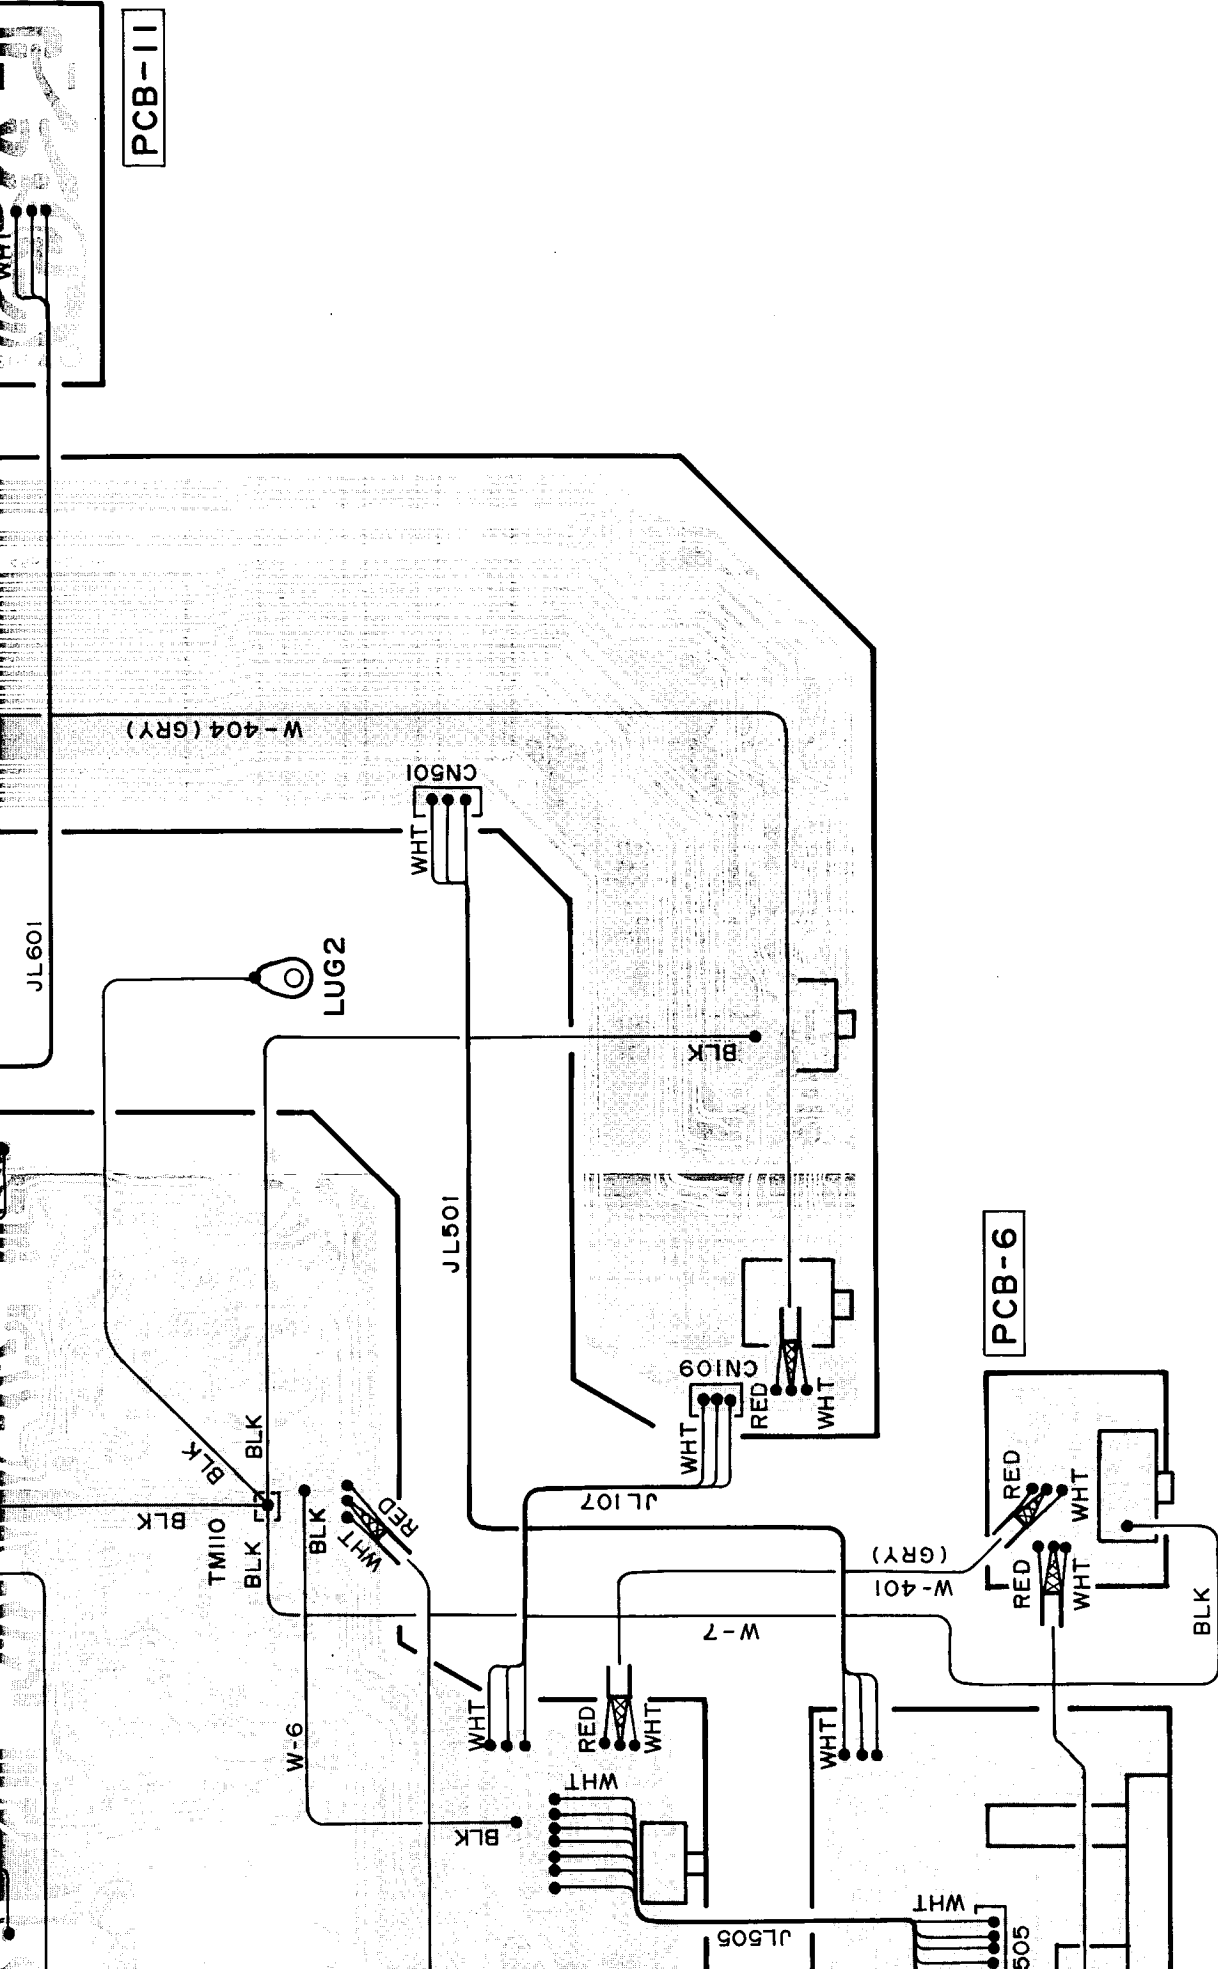 PCB-11
WHT
W-404 (GRY)
CN501
WHT
JL601
LUG2
BLK
JL501
PCB-6
CN109
RED
WHT
WHT
BLK
BLK
JL107
BLK
TM110
BLK
BLK
RED
WHT
RED
WHT
(GRY)
W-401
RED
WHT
BLK
W-7
W-6
WHT
RED
WHT
WHT
WHT
BLK
WHT
JL505
505